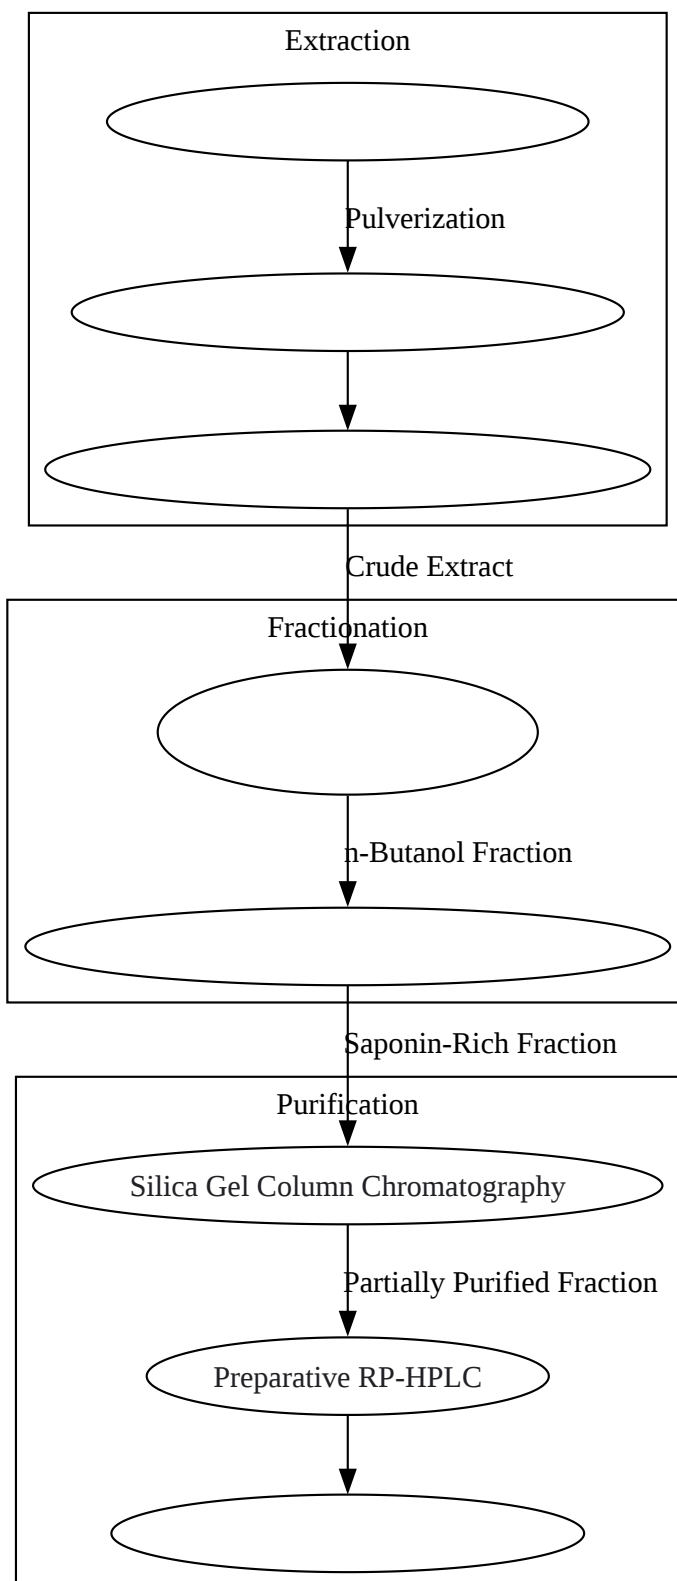 Extraction
Pulverization
Crude Extract
Fractionation
n-Butanol Fraction
Saponin-Rich Fraction
Purification
Silica Gel Column Chromatography
Partially Purified Fraction
Preparative RP-HPLC